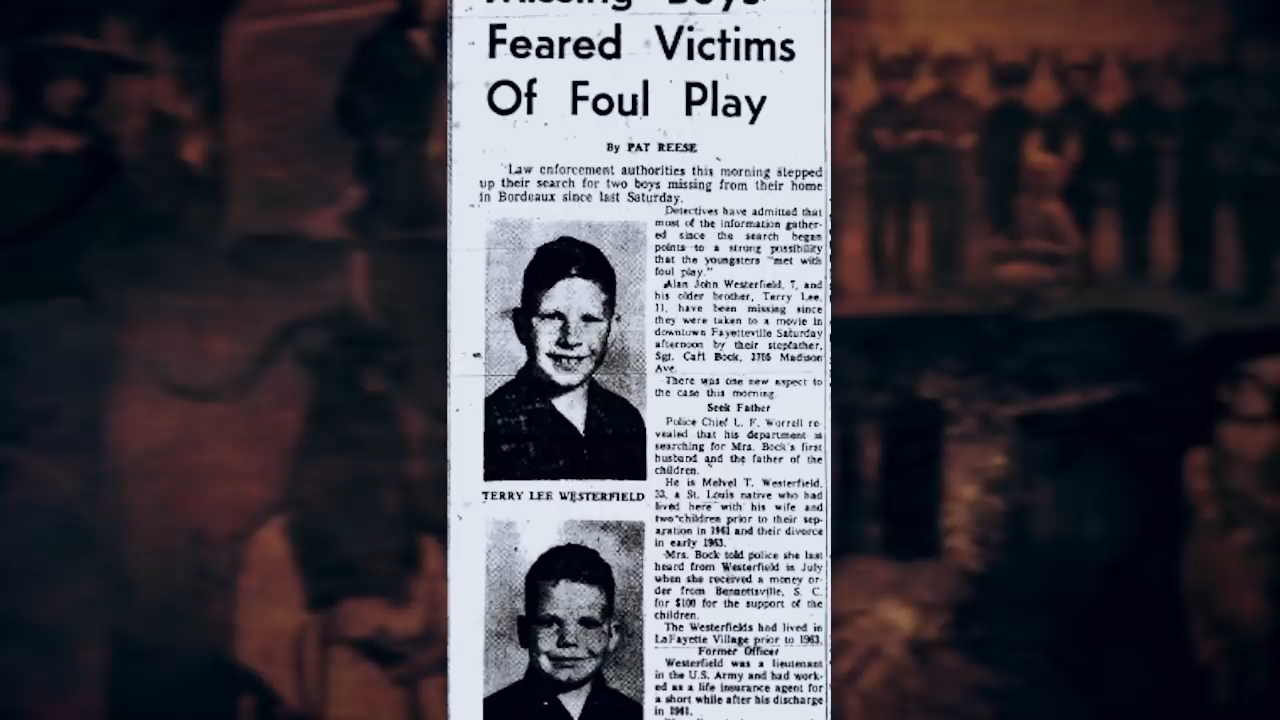 Missing Boys
Feared Victims
Of Foul Play
By PAT REESE
Law enforcement authorities this morning stepped
up their search for two boys missing from their home
in Bordeaux since last Saturday.
Detectives have admitted that
most of the information gather-
ed since the search began
points to a strong possibility
that the youngsters "met with
foul play."
Alan John Westerfield, 7, and
his older brother, Terry Lee,
11, have been missing since
they were taken to a movie in
downtown Fayetteville Saturday
afternoon by their stepfather,
Sgt. Carl Bock, 2706 Madison
Ave.
There was one new aspect to
the case this morning.
Seek Father
Police Chief L. F. Worrell re-
vealed that his department is
searching for Mrs. Bock's first
husband and the father of the
children.
He is Melvel T. Westerfield,
33, a St. Louis native who had
lived here with his wife and
two children prior to their sep-
aration in 1961 and their divorce
in early 1963.
Mrs. Bock told police she last
heard from Westerfield in July
when she received a money or-
der from Bennettsville, S. C.
for $100 for the support of the
children.
The Westerfields had lived in
LaFayette Village prior to 1963.
Former Officer
Westerfield was a lieutenant
in the U.S. Army and had work-
ed as a life insurance agent for
a short while after his discharge
in 1961.
TERRY LEE WESTERFIELD